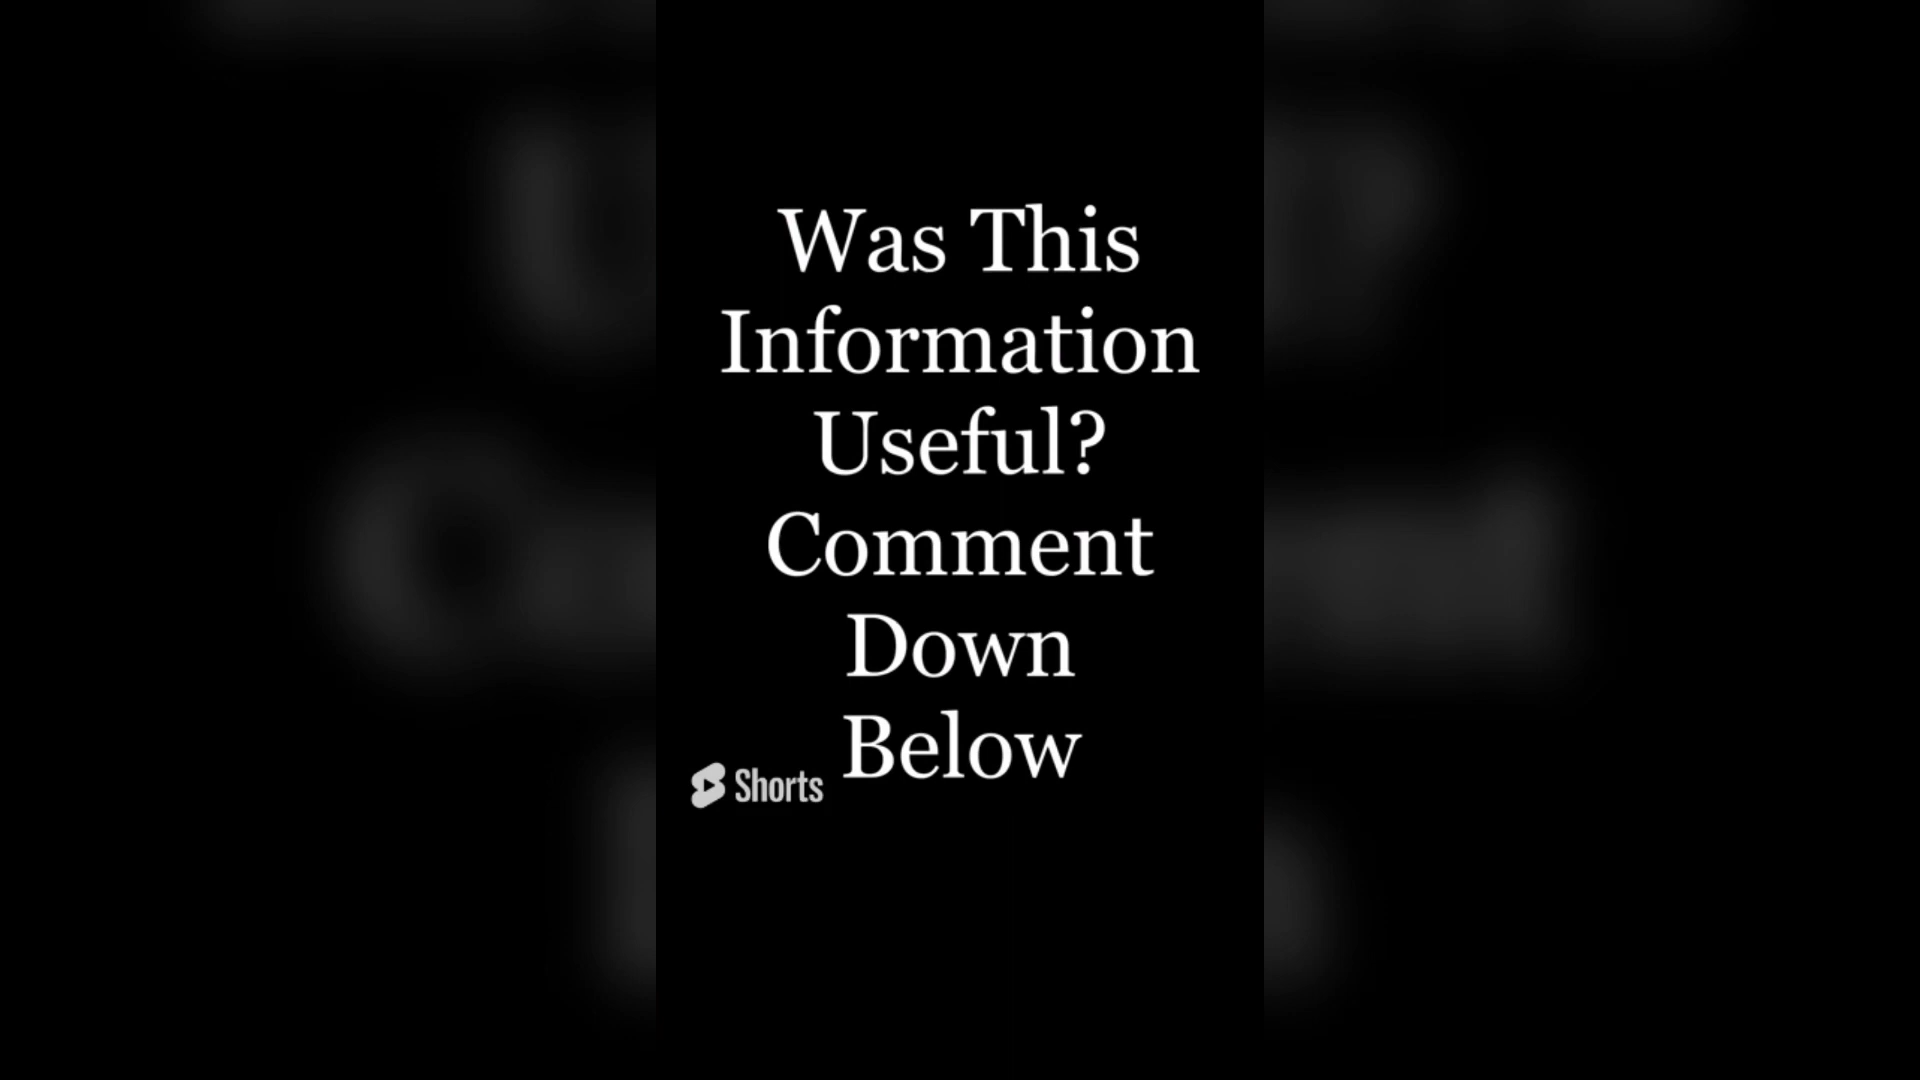 Was This
Information
Useful?
Comment
Down
Below
Shorts